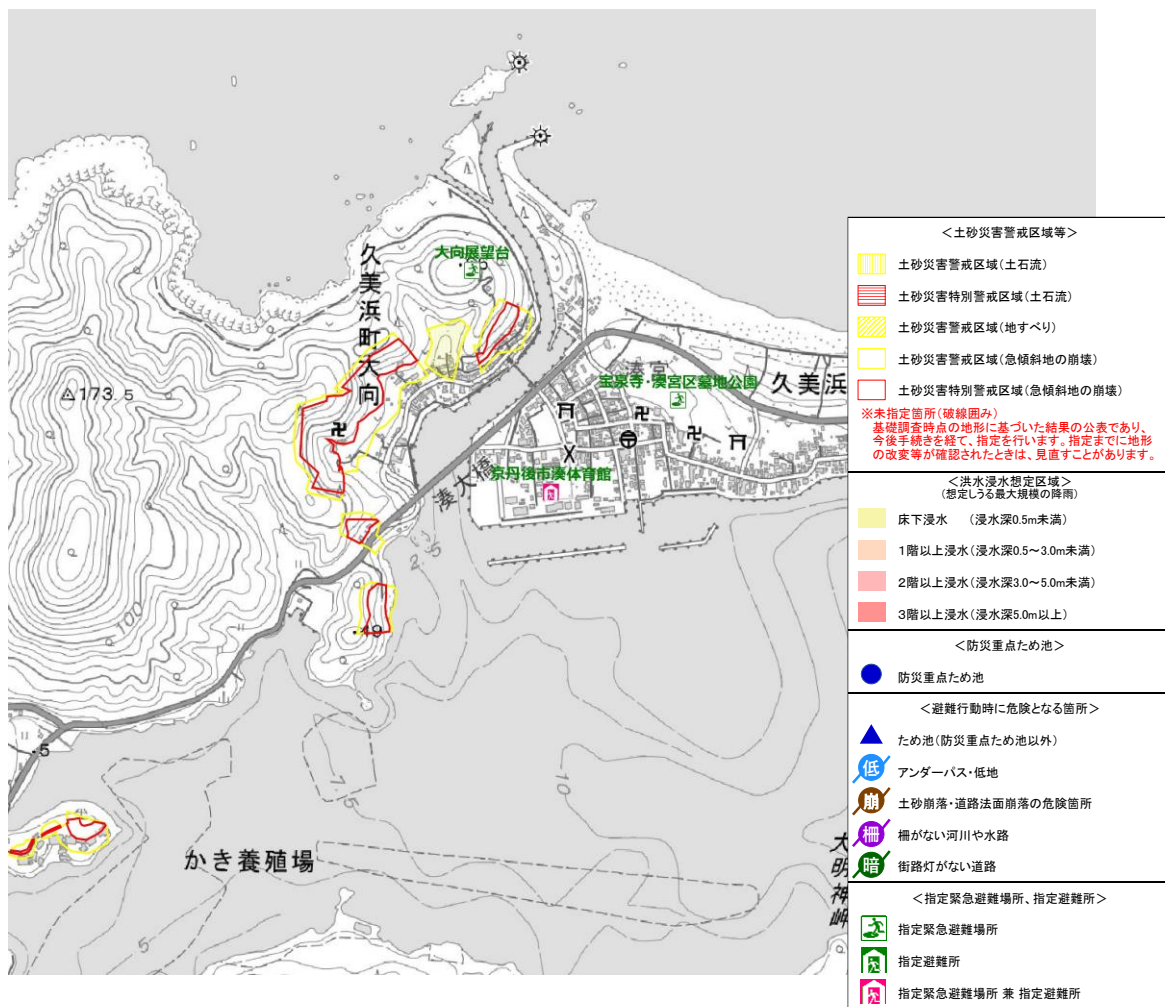 大向展望台
久美浜町大向
△173.5
湊宮
宝泉寺・湊宮区墓地公園
久美浜
京丹後市湊体育館
湊大橋
2.5
・49
100
・5
7.5
10
かき養殖場
5
大明神岬
＜土砂災害警戒区域等＞
土砂災害警戒区域(土石流)
土砂災害特別警戒区域(土石流)
土砂災害警戒区域(地すべり)
土砂災害警戒区域(急傾斜地の崩壊)
土砂災害特別警戒区域(急傾斜地の崩壊)
※未指定箇所(破線囲み)
基礎調査時点の地形に基づいた結果の公表であり、
今後手続きを経て、指定を行います。指定までに地形
の改変等が確認されたときは、見直すことがあります。
＜洪水浸水想定区域＞
(想定しうる最大規模の降雨)
床下浸水　(浸水深0.5m未満)
1階以上浸水(浸水深0.5～3.0m未満)
2階以上浸水(浸水深3.0～5.0m未満)
3階以上浸水(浸水深5.0m以上)
＜防災重点ため池＞
防災重点ため池
＜避難行動時に危険となる箇所＞
ため池(防災重点ため池以外)
低 アンダーパス・低地
崩 土砂崩落・道路法面崩落の危険箇所
柵 柵がない河川や水路
暗 街路灯がない道路
＜指定緊急避難場所、指定避難所＞
指定緊急避難場所
指定避難所
指定緊急避難場所 兼 指定避難所